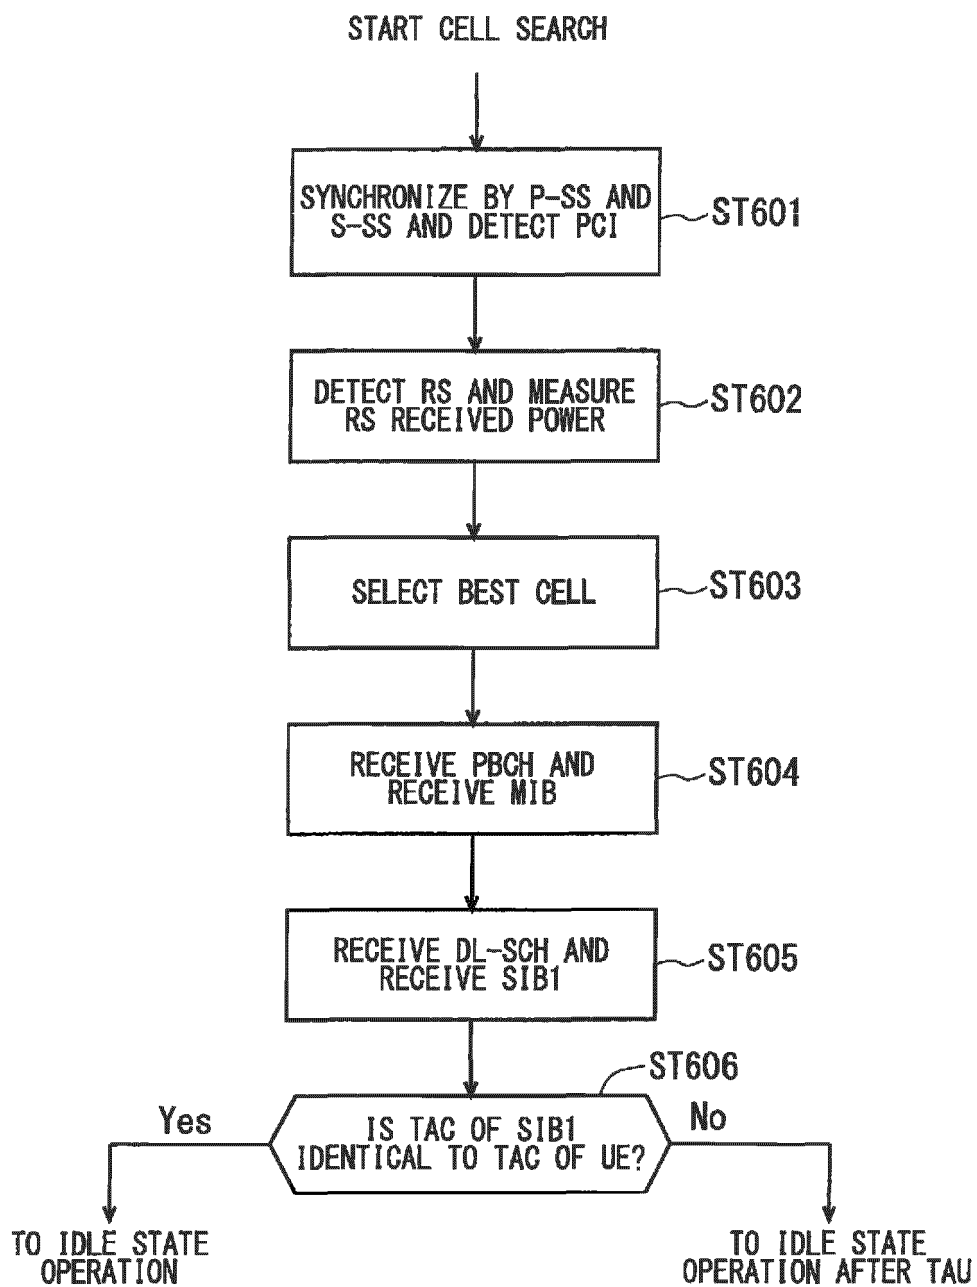 START CELL SEARCH
SYNCHRONIZE BY P-SS AND
S-SS AND DETECT PCI
ST601
DETECT RS AND MEASURE
RS RECEIVED POWER
ST602
SELECT BEST CELL
ST603
RECEIVE PBCH AND
RECEIVE MIB
ST604
RECEIVE DL-SCH AND
RECEIVE SIB1
ST605
ST606
Yes
IS TAC OF SIB1
IDENTICAL TO TAC OF UE?
No
TO IDLE STATE
OPERATION
TO IDLE STATE
OPERATION AFTER TAU